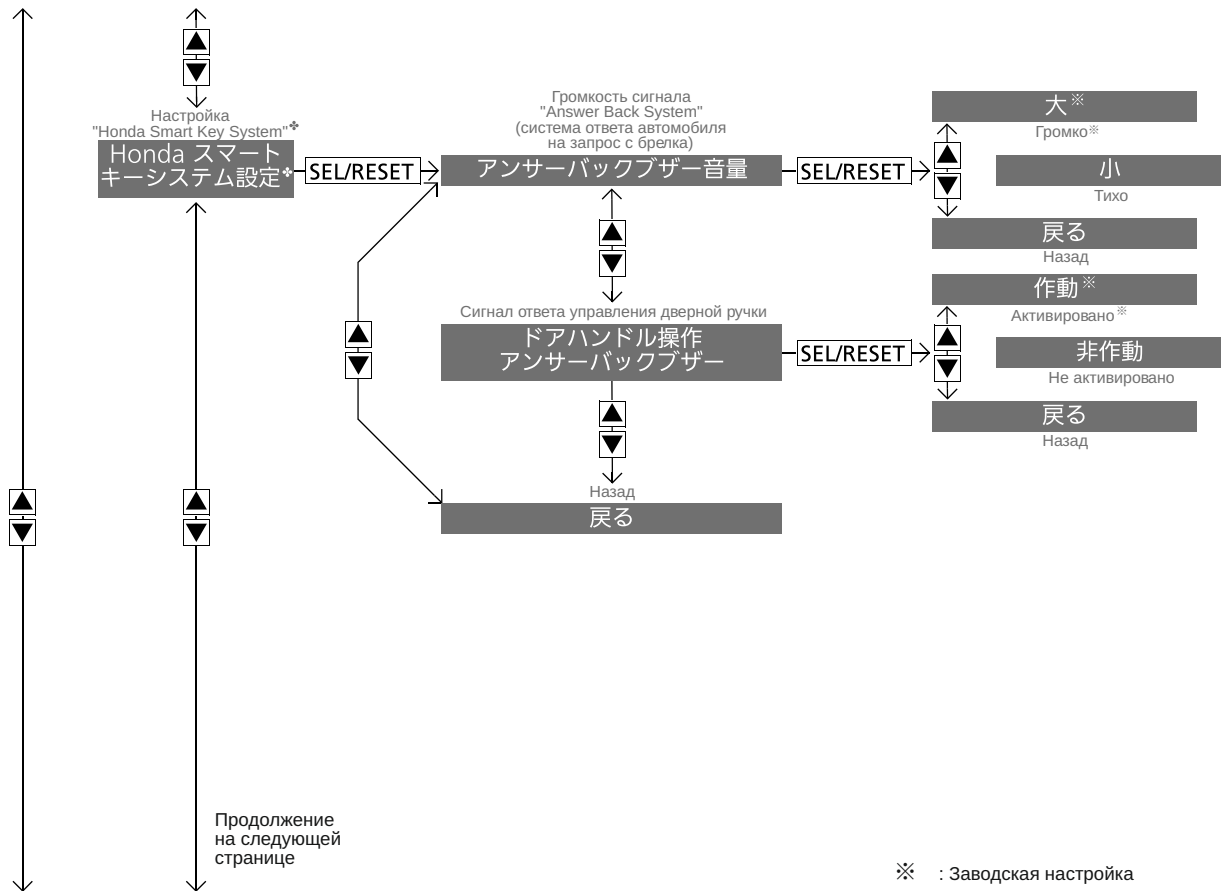 Настройка
"Honda Smart Key System"✤
Honda スマート
キーシステム設定✤
SEL/RESET
Громкость сигнала
"Answer Back System"
(система ответа автомобиля
на запрос с брелка)
アンサーバックブザー音量
SEL/RESET
大※
Громко※
小
Тихо
戻る
Назад
Сигнал ответа управления дверной ручки
ドアハンドル操作
アンサーバックブザー
SEL/RESET
作動※
Активировано※
非作動
Не активировано
戻る
Назад
Назад
戻る
Продолжение
на следующей
странице
※ : Заводская настройка